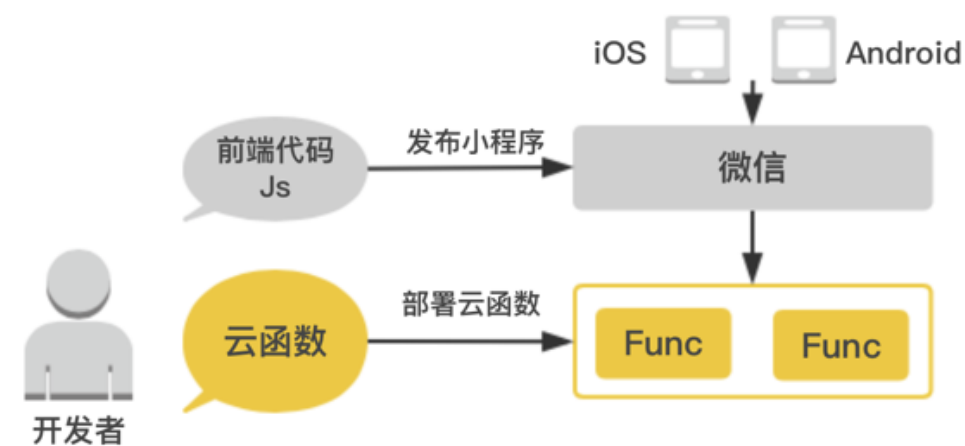 iOS
Android
前端代码
Js
发布小程序
微信
云函数
部署云函数
Func
Func
开发者